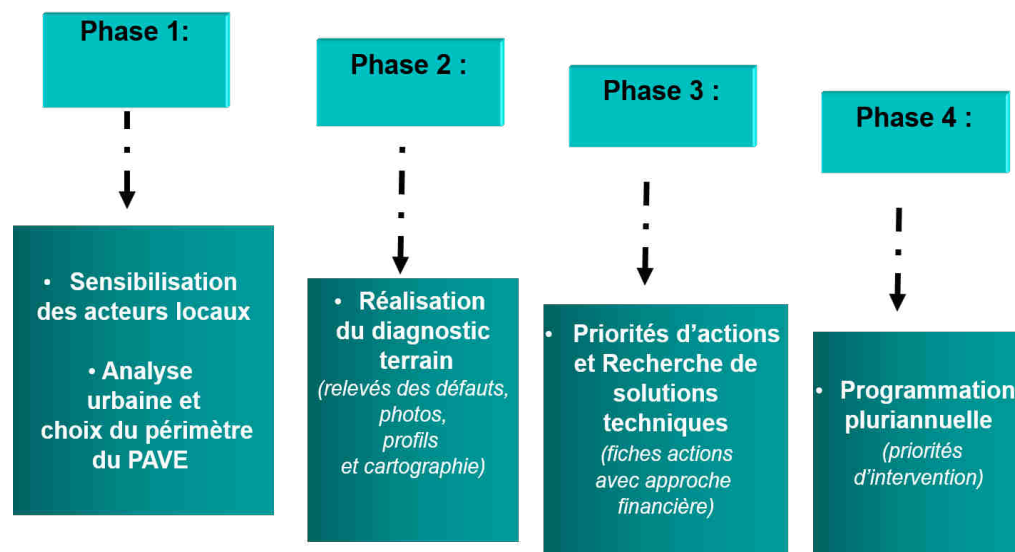 Phase 1:
• Sensibilisation
des acteurs locaux
• Analyse
urbaine et
choix du périmètre
du PAVE
Phase 2 :
• Réalisation
du diagnostic
terrain
(relevés des défauts,
photos,
profils
et cartographie)
Phase 3 :
• Priorités d'actions
et Recherche de
solutions
techniques
(fiches actions
avec approche
financière)
Phase 4 :
• Programmation
pluriannuelle
(priorités
d'intervention)